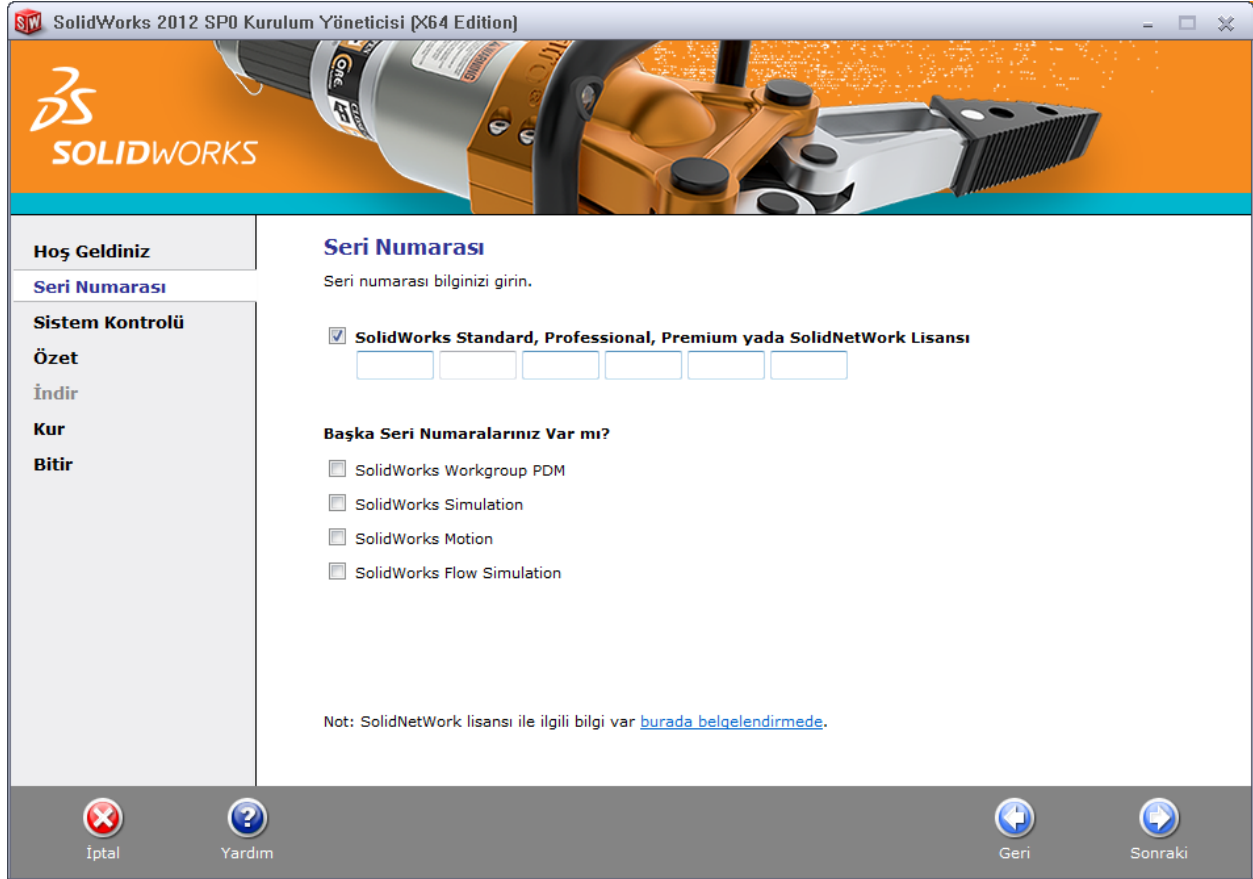 SolidWorks 2012 SP0 Kurulum Yöneticisi (X64 Edition)
SOLIDWORKS
WARNING
CORE
Hoş Geldiniz
Seri Numarası
Sistem Kontrolü
Özet
İndir
Kur
Bitir
Seri Numarası
Seri numarası bilginizi girin.
SolidWorks Standard, Professional, Premium yada SolidNetWork Lisansı
Başka Seri Numaralarınız Var mı?
SolidWorks Workgroup PDM
SolidWorks Simulation
SolidWorks Motion
SolidWorks Flow Simulation
Not: SolidNetWork lisansı ile ilgili bilgi var burada belgelendirmede.
İptal
Yardım
Geri
Sonraki